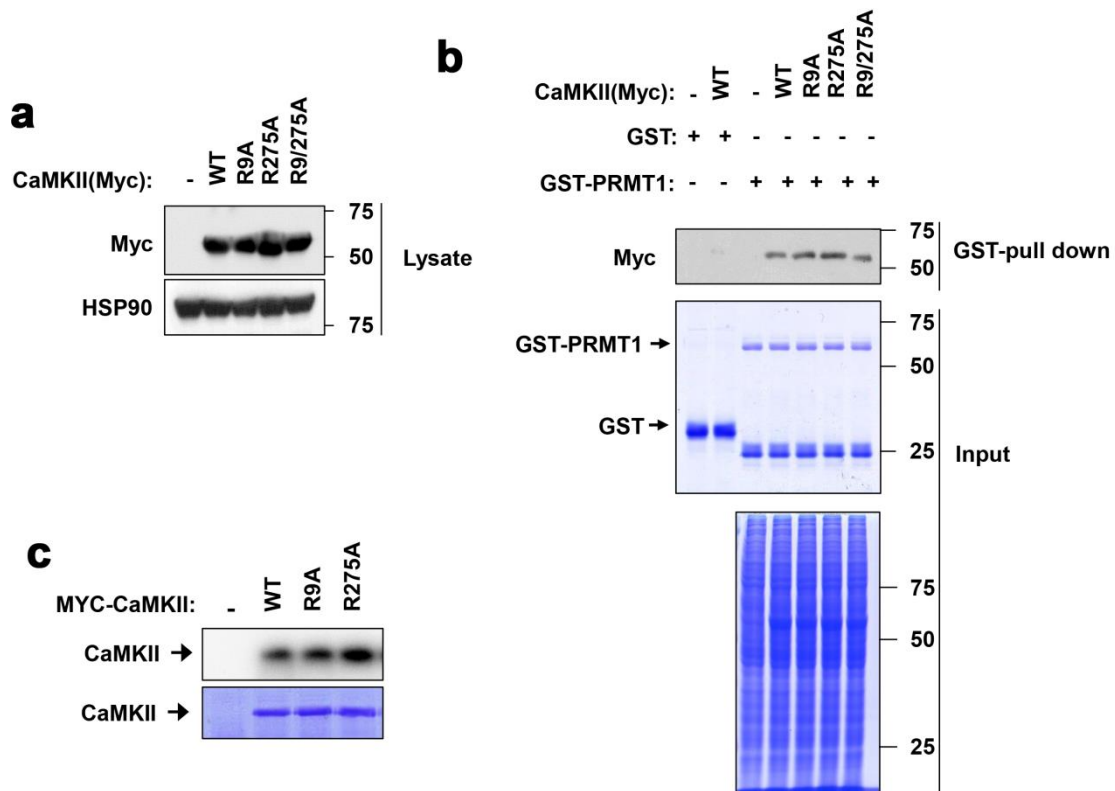 a
CaMKII(Myc): - WT R9A R275A R9/275A
Myc 75 50
HSP90 75
Lysate
b
CaMKII(Myc): - WT - WT R9A R275A R9/275A
GST: + + - - - - -
GST-PRMT1: - - + + + + +
Myc 75 50 GST-pull down
GST-PRMT1 → 75 50
GST → 25
Input
75
50
25
c
MYC-CaMKII: - WT R9A R275A
CaMKII →
CaMKII →